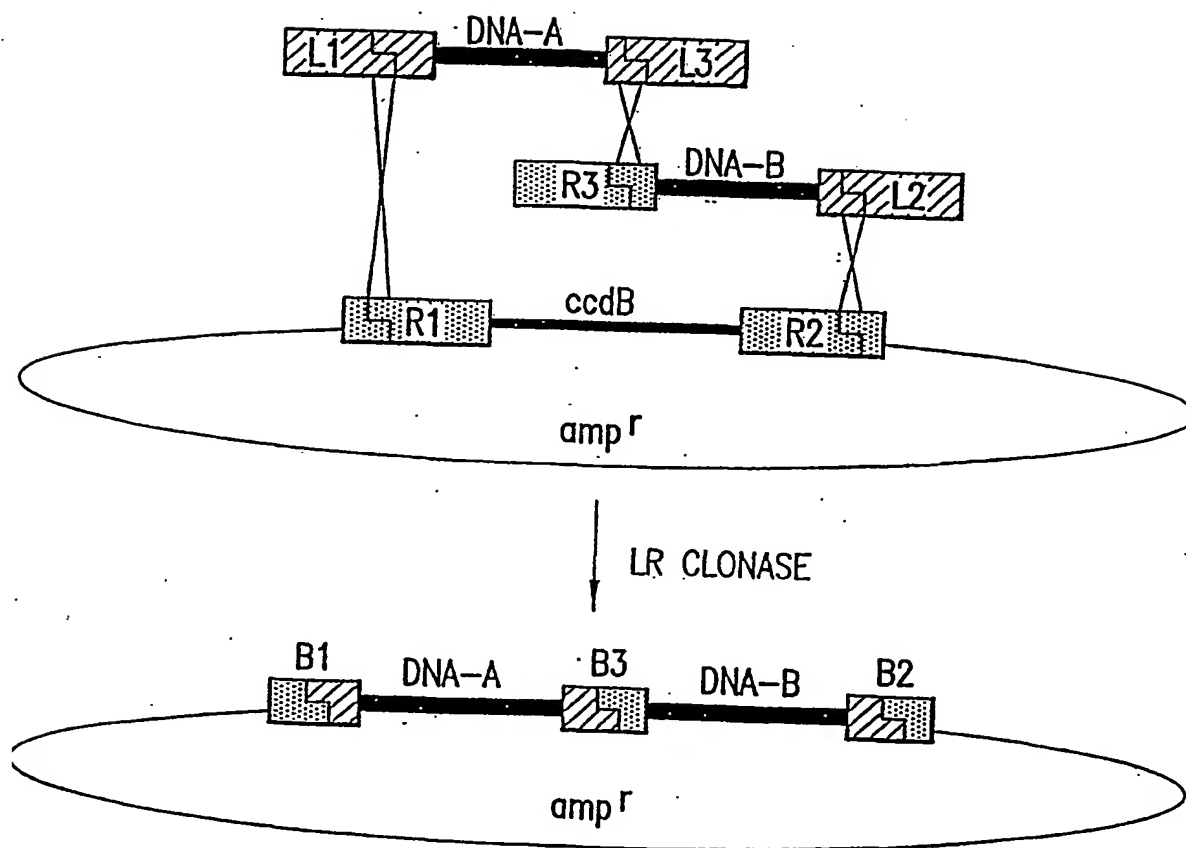 DNA-A
L1
L3
DNA-B
R3
L2
ccdB
R1
R2
amp r
LR CLONASE
B1
DNA-A
B3
DNA-B
B2
amp r